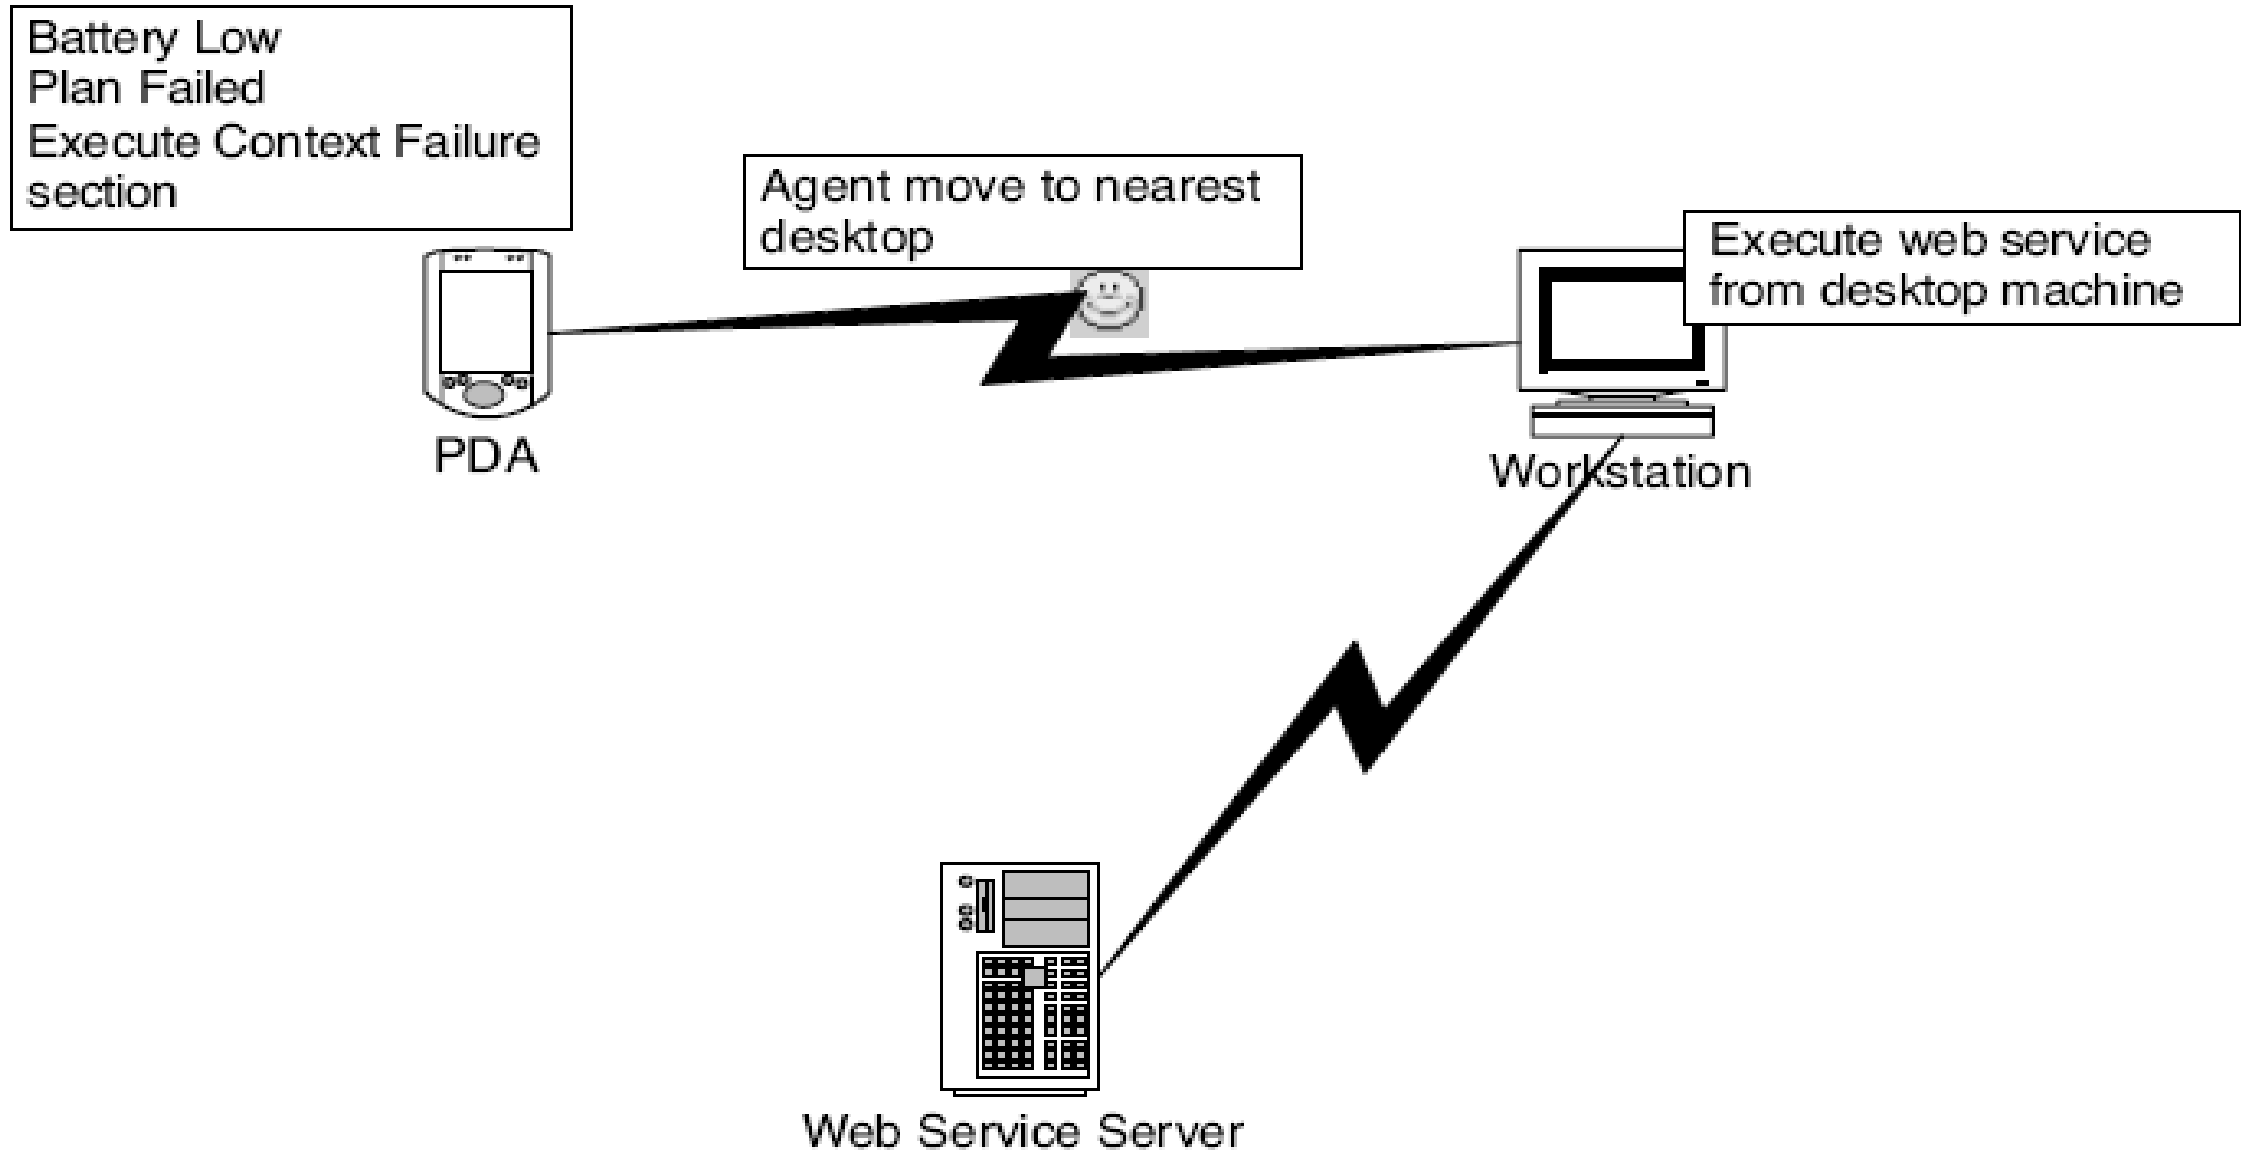 Battery Low
Plan Failed
Execute Context Failure
section
Agent move to nearest
desktop
Execute web service
from desktop machine
PDA
Workstation
Web Service Server